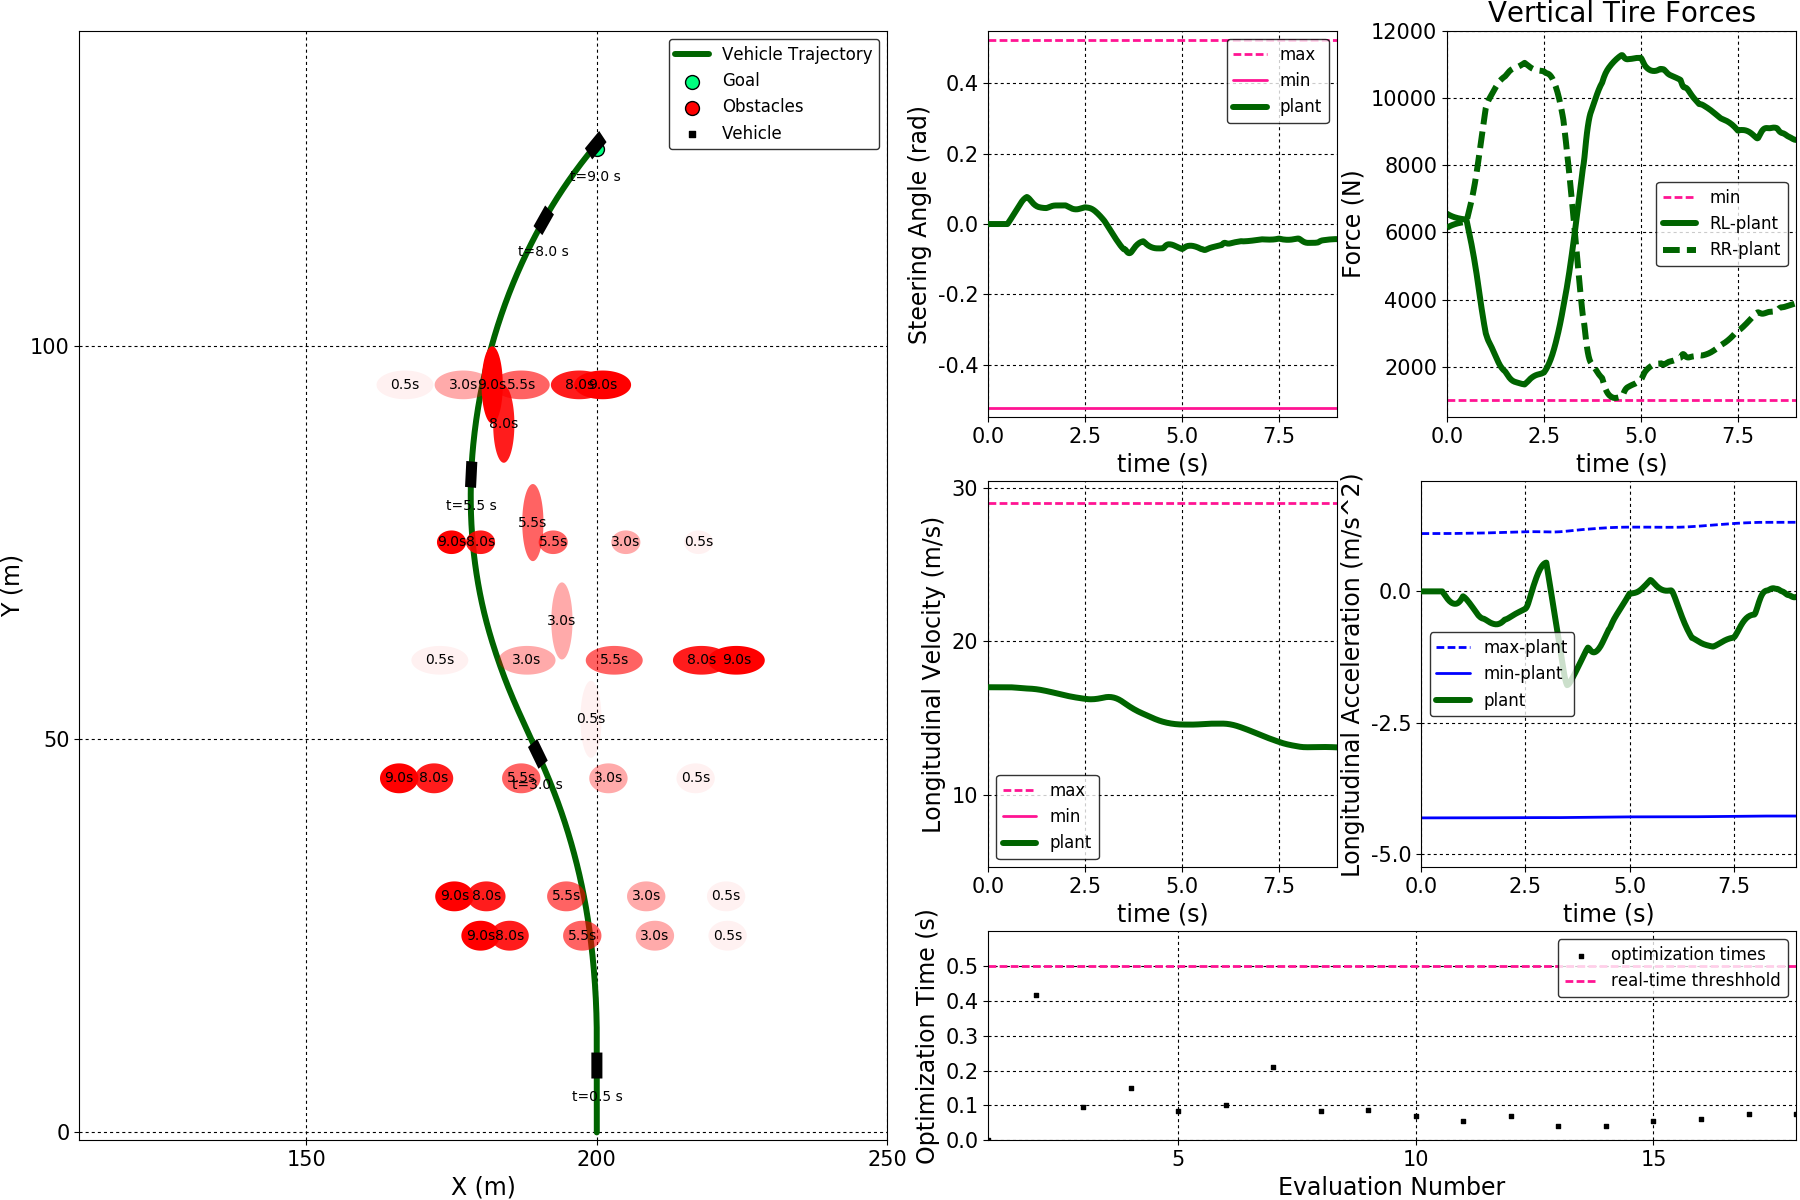 Vehicle Trajectory
Goal
Obstacles
Vehicle
t=9.0 s
t=8.0 s
0.5s 3.0s 9.0s 5.5s 8.0s 9.0s
8.0s
t=5.5 s
5.5s
9.0s 8.0s 5.5s 3.0s 0.5s
3.0s
0.5s 3.0s 5.5s 8.0s 9.0s
0.5s
9.0s 8.0s 5.5s 3.0s 0.5s
t=3.0 s
9.0s 8.0s 5.5s 3.0s 0.5s
9.0s 8.0s 5.5s 3.0s 0.5s
t=0.5 s
100
50
0
150 200 250
X (m)
Y (m)
max
min
plant
0.4
0.2
0.0
-0.2
-0.4
0.0 2.5 5.0 7.5
time (s)
Steering Angle (rad)
Vertical Tire Forces
12000
10000
8000
6000
4000
2000
min
RL-plant
RR-plant
0.0 2.5 5.0 7.5
time (s)
Force (N)
30
20
10
max
min
plant
0.0 2.5 5.0 7.5
time (s)
Longitudinal Velocity (m/s)
0.0
-2.5
-5.0
max-plant
min-plant
plant
0.0 2.5 5.0 7.5
time (s)
Longitudinal Acceleration (m/s^2)
0.5
0.4
0.3
0.2
0.1
0.0
optimization times
real-time threshhold
5 10 15
Evaluation Number
Optimization Time (s)